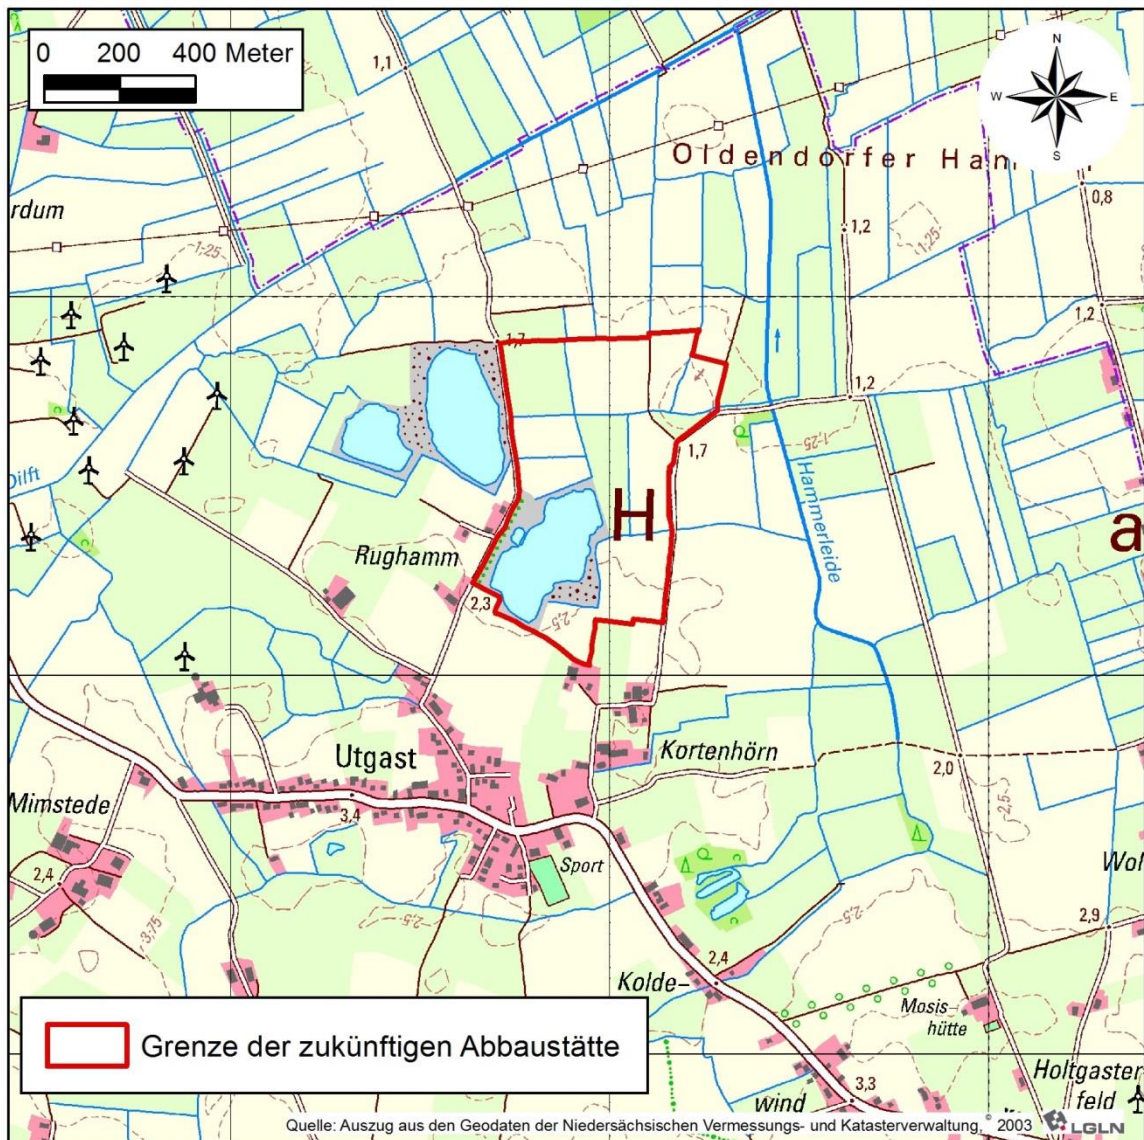 0 200 400 Meter
N
W E
S
1,1
Oldendorfer Ham
0,8
rdum
1,2
1,25
1,25
1,2
1,7
1,2
1,7
1,25
Dilft
Hammerleide
H
a
Rughamm
2,3
2,5
Utgast
Kortenhörn
2,0
Mimstede
3,4
2,5
Sport
Wol
2,4
3,75
2,5
2,5
2,9
2,4
Kolde-
Mosis-
hütte
Grenze der zukünftigen Abbaustätte
Holtgaster
feld
wind
3,3
Quelle: Auszug aus den Geodaten der Niedersächsischen Vermessungs- und Katasterverwaltung, © 2003 LGLN